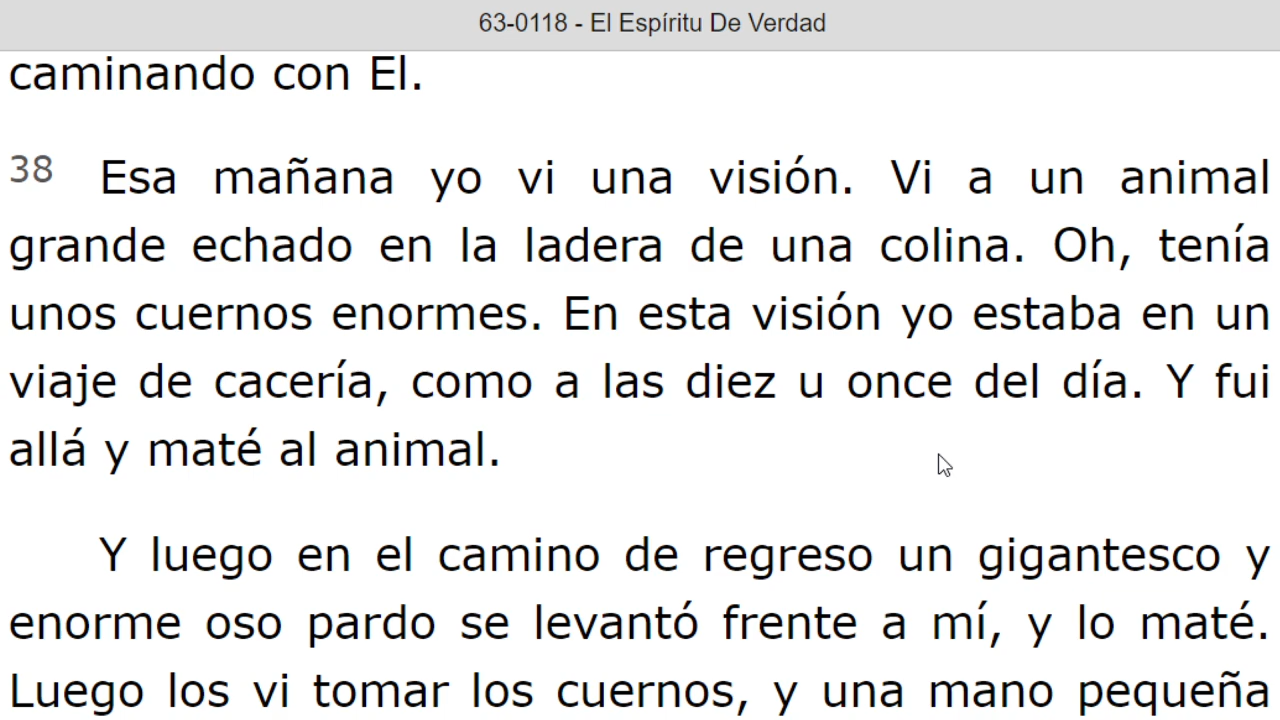 63-0118 - El Espíritu De Verdad
caminando con El.
38 Esa mañana yo vi una visión. Vi a un animal
grande echado en la ladera de una colina. Oh, tenía
unos cuernos enormes. En esta visión yo estaba en un
viaje de cacería, como a las diez u once del día. Y fui
allá y maté al animal.
Y luego en el camino de regreso un gigantesco y
enorme oso pardo se levantó frente a mí, y lo maté.
Luego los vi tomar los cuernos, y una mano pequeña